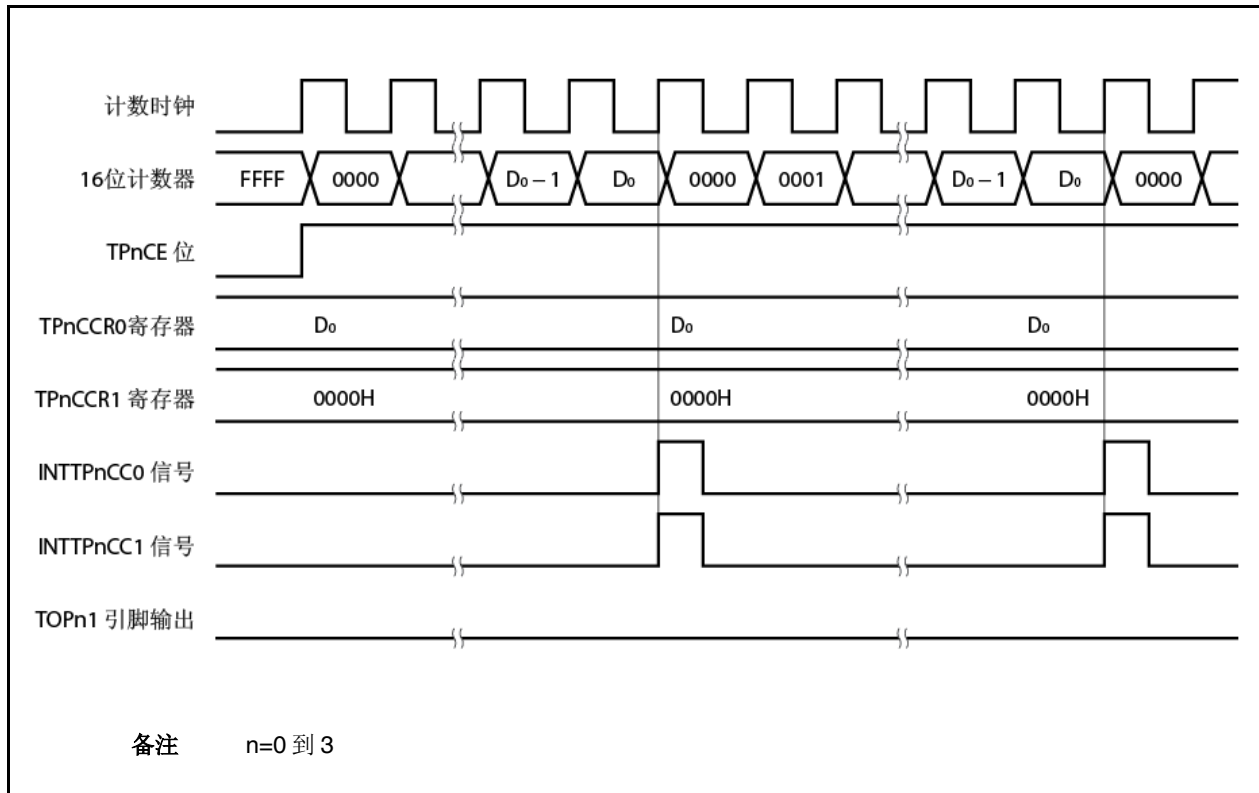 计数时钟
16位计数器 FFFF 0000 D₀ – 1 D₀ 0000 0001 D₀ – 1 D₀ 0000
TPnCE 位
TPnCCR0寄存器 D₀ D₀ D₀
TPnCCR1 寄存器 0000H 0000H 0000H
INTTPnCC0 信号
INTTPnCC1 信号
TOPn1 引脚输出
备注 n=0 到 3